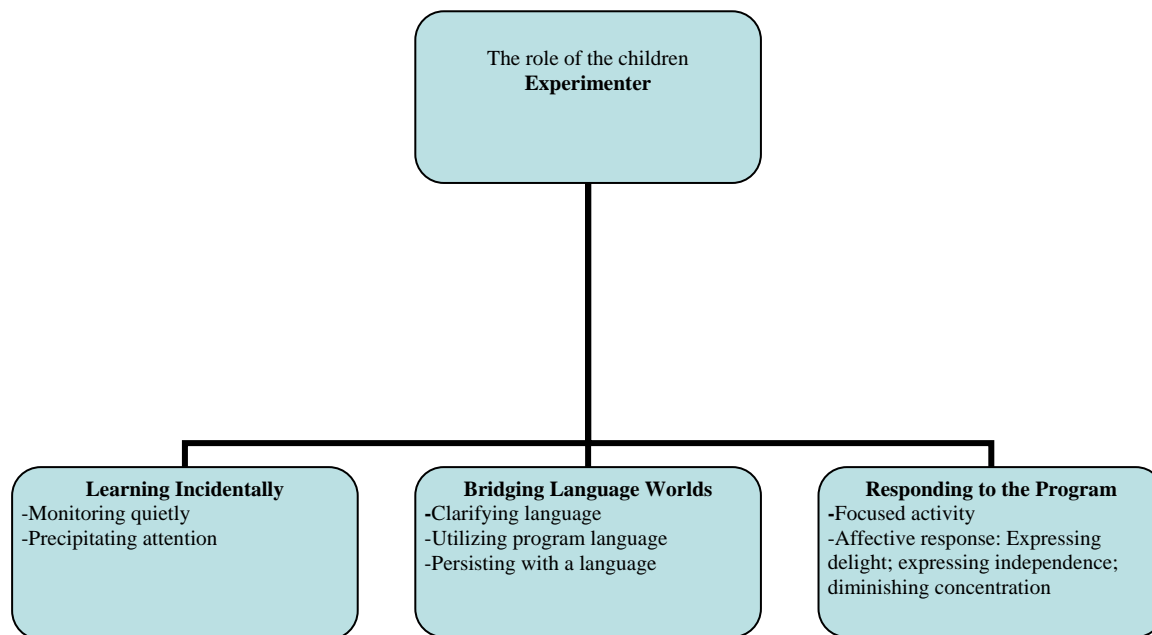 The role of the children
Experimenter
Learning Incidentally
-Monitoring quietly
-Precipitating attention
Bridging Language Worlds
-Clarifying language
-Utilizing program language
-Persisting with a language
Responding to the Program
-Focused activity
-Affective response: Expressing
delight; expressing independence;
diminishing concentration